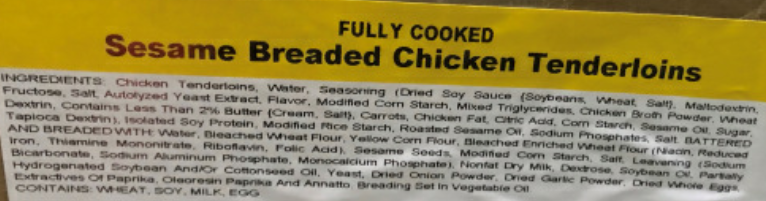 FULLY COOKED
Sesame Breaded Chicken Tenderloins
INGREDIENTS: Chicken Tenderloins, Water, Seasoning (Dried Soy Sauce {Soybeans, Wheat, Salt}, Maltodextrin,
Fructose, Salt, Autolyzed Yeast Extract, Flavor, Modified Corn Starch, Mixed Triglycerides, Chicken Broth Powder, Wheat
Dextrin, Contains Less Than 2% Butter {Cream, Salt}, Carrots, Chicken Fat, Citric Acid, Corn Starch, Sesame Oil, Sugar,
Tapioca Dextrin), Isolated Soy Protein, Modified Rice Starch, Roasted Sesame Oil, Sodium Phosphates, Salt. BATTERED
AND BREADED WITH: Water, Bleached Wheat Flour, Yellow Corn Flour, Bleached Enriched Wheat Flour (Niacin, Reduced
Iron, Thiamine Mononitrate, Riboflavin, Folic Acid), Sesame Seeds, Modified Corn Starch, Salt, Leavening (Sodium
Bicarbonate, Sodium Aluminum Phosphate, Monocalcium Phosphate), Nonfat Dry Milk, Dextrose, Soybean Oil, Partially
Hydrogenated Soybean And/Or Cottonseed Oil, Yeast, Dried Onion Powder, Dried Garlic Powder, Dried Whole Eggs,
Extractives Of Paprika, Oleoresin Paprika And Annatto. Breading Set In Vegetable Oil.
CONTAINS: WHEAT, SOY, MILK, EGG